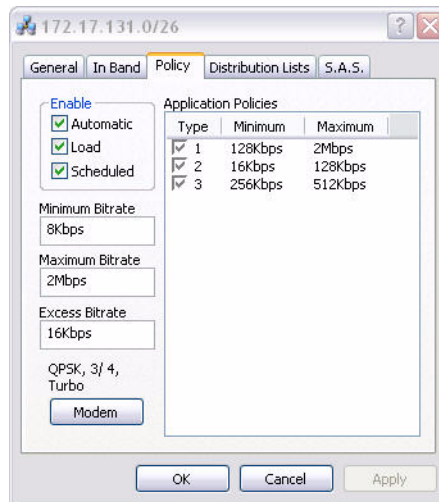 172.17.131.0/26
General In Band Policy Distribution Lists S.A.S.
Enable
Automatic
Load
Scheduled
Minimum Bitrate
8Kbps
Maximum Bitrate
2Mbps
Excess Bitrate
16Kbps
QPSK, 3/ 4,
Turbo
Modem
Application Policies
Type Minimum Maximum
1 128Kbps 2Mbps
2 16Kbps 128Kbps
3 256Kbps 512Kbps
OK Cancel Apply